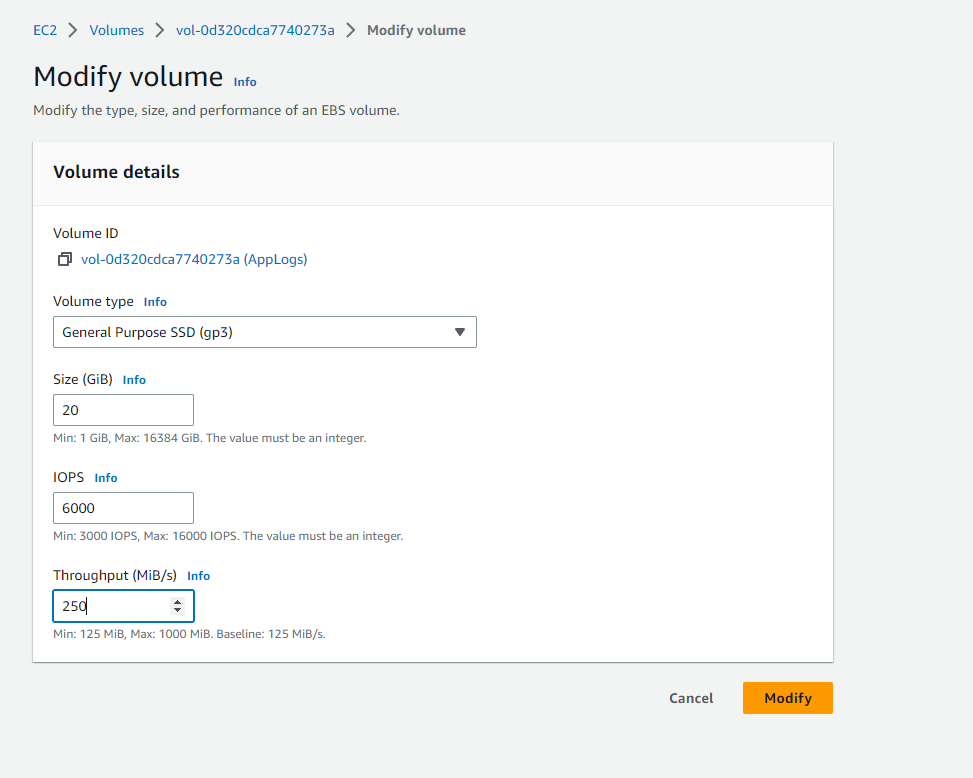 EC2 > Volumes > vol-0d320cdca7740273a > Modify volume
Modify volume Info
Modify the type, size, and performance of an EBS volume.
Volume details
Volume ID
vol-0d320cdca7740273a (AppLogs)
Volume type Info
General Purpose SSD (gp3)
Size (GiB) Info
20
Min: 1 GiB, Max: 16384 GiB. The value must be an integer.
IOPS Info
6000
Min: 3000 IOPS, Max: 16000 IOPS. The value must be an integer.
Throughput (MiB/s) Info
250
Min: 125 MiB, Max: 1000 MiB. Baseline: 125 MiB/s.
Cancel Modify